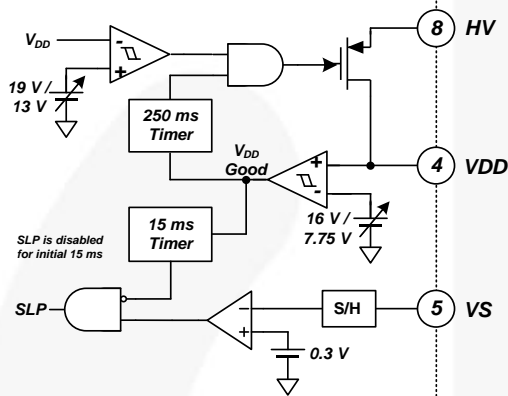 8 HV
VDD
-
+
19 V /
13 V
250 ms
Timer
VDD
Good
+
-
4 VDD
16 V /
7.75 V
15 ms
Timer
SLP is disabled
for initial 15 ms
SLP
-
+
S/H
5 VS
0.3 V